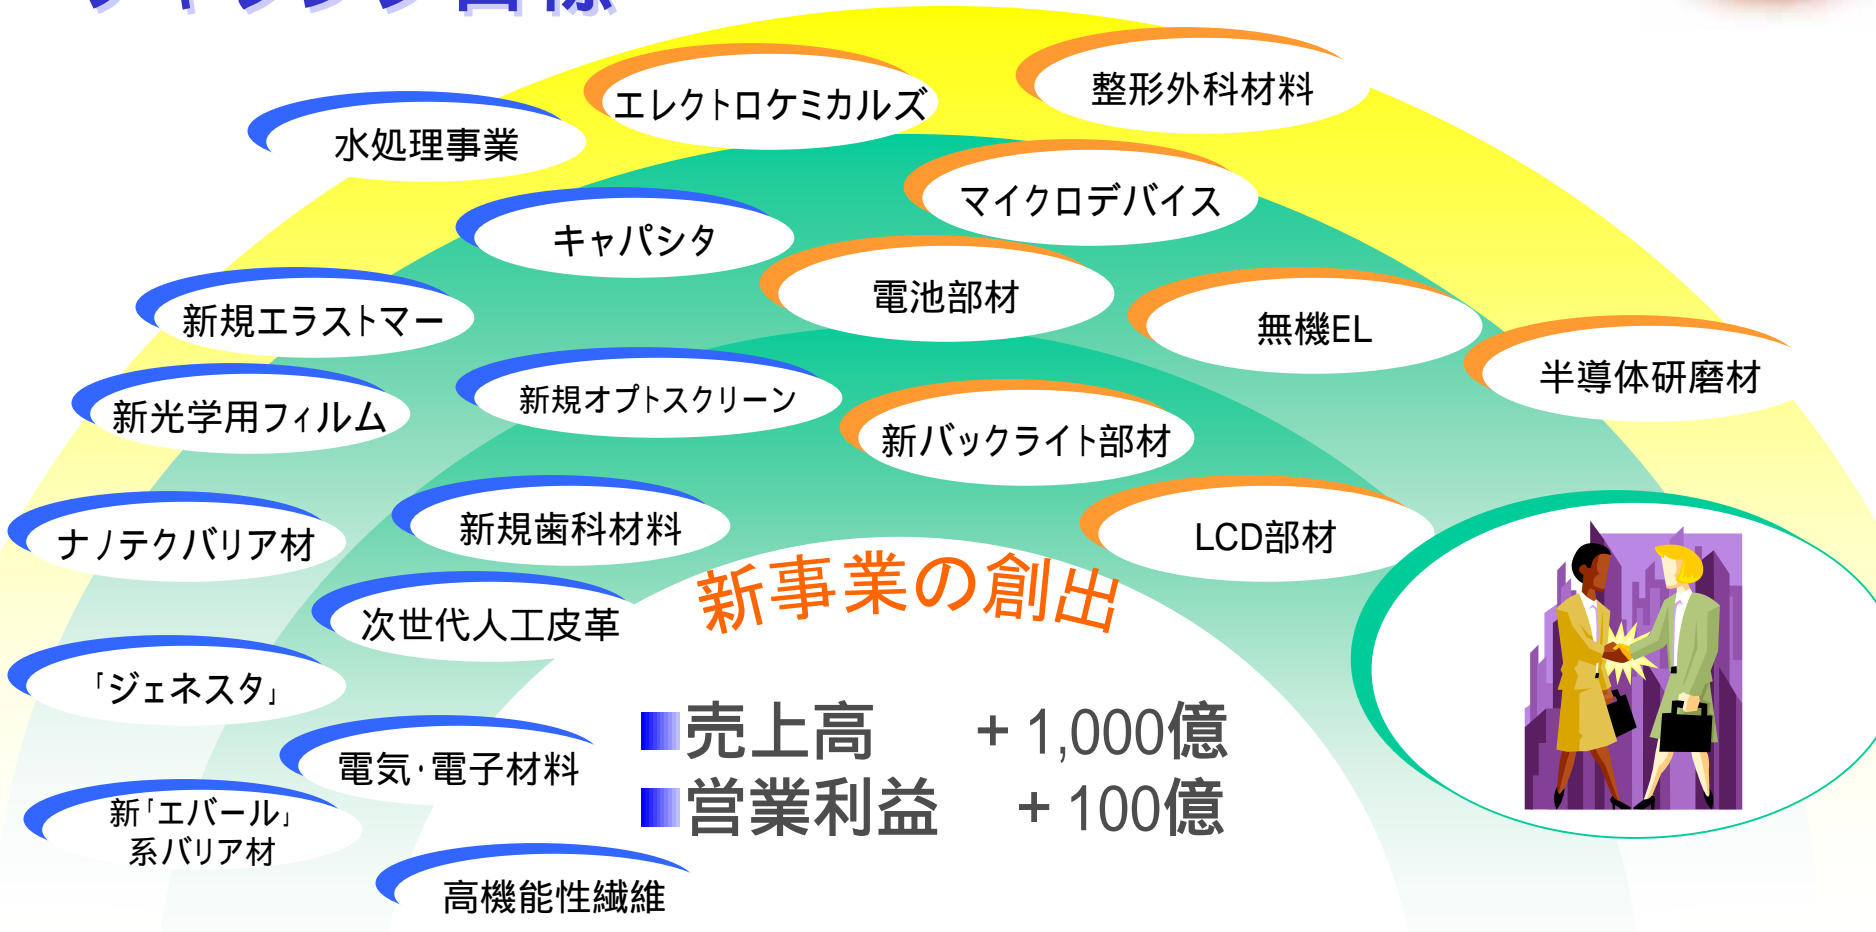 目標
エレクトロケミカルズ
整形外科材料
水処理事業
マイクロデバイス
キャパシタ
電池部材
新規エラストマー
無機EL
半導体研磨材
新光学用フィルム
新規オプトスクリーン
新バックライト部材
ナノテクバリア材
新規歯科材料
LCD部材
新事業の創出
次世代人工皮革
「ジェネスタ」
売上高 +1,000億
電気・電子材料
営業利益 +100億
新「エバール」
系バリア材
高機能性繊維